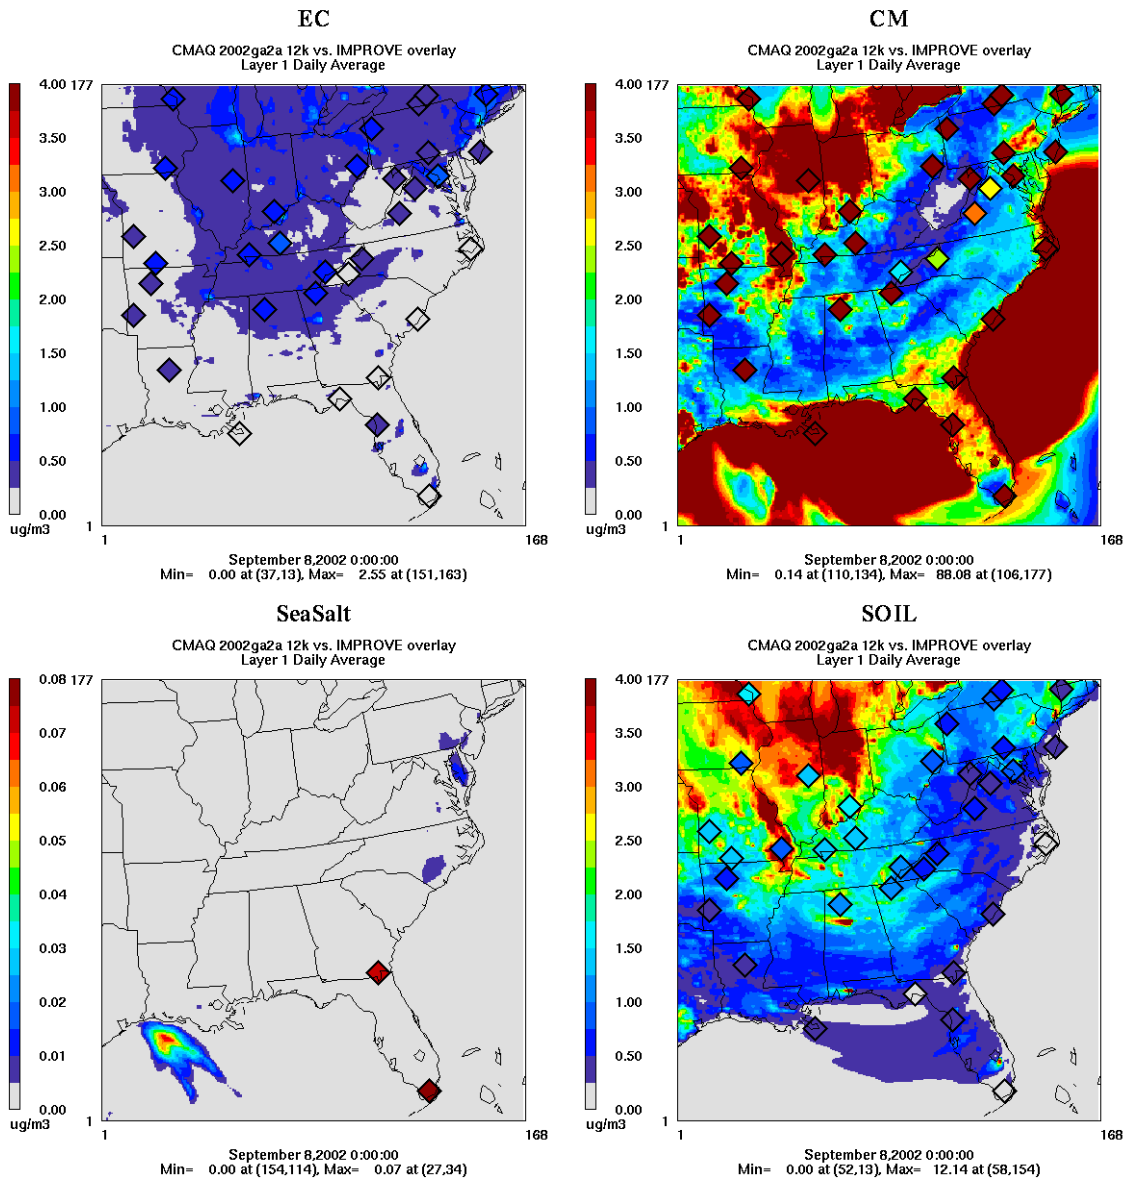 EC
CMAQ 2002ga2a 12k vs. IMPROVE overlay
Layer 1 Daily Average
4.00
3.50
3.00
2.50
2.00
1.50
1.00
0.50
0.00
ug/m3
177
1
1
168
September 8,2002 0:00:00
Min= 0.00 at (37,13), Max= 2.55 at (151,163)
CM
CMAQ 2002ga2a 12k vs. IMPROVE overlay
Layer 1 Daily Average
4.00
3.50
3.00
2.50
2.00
1.50
1.00
0.50
0.00
ug/m3
177
1
1
168
September 8,2002 0:00:00
Min= 0.14 at (110,134), Max= 88.08 at (106,177)
SeaSalt
CMAQ 2002ga2a 12k vs. IMPROVE overlay
Layer 1 Daily Average
0.08
0.07
0.06
0.05
0.04
0.03
0.02
0.01
0.00
ug/m3
177
1
1
168
September 8,2002 0:00:00
Min= 0.00 at (154,114), Max= 0.07 at (27,34)
SOIL
CMAQ 2002ga2a 12k vs. IMPROVE overlay
Layer 1 Daily Average
4.00
3.50
3.00
2.50
2.00
1.50
1.00
0.50
0.00
ug/m3
177
1
1
168
September 8,2002 0:00:00
Min= 0.00 at (52,13), Max= 12.14 at (58,154)